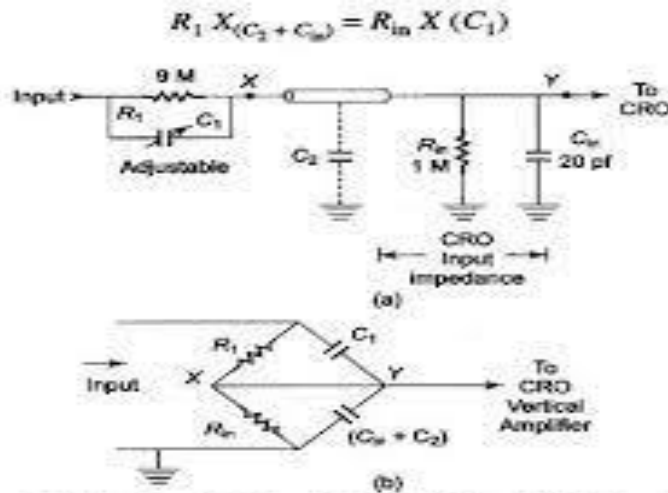 R₁ X₍C₂ + Cᵢₙ₎ = Rᵢₙ X (C₁)
9 M
X
Y
Input
To
CRO
R₁
C₁
Adjustable
C₂
Rᵢₙ
1 M
Cᵢₙ
20 pf
CRO
Input
impedance
(a)
R₁
C₁
Input
X
Y
To
CRO
Vertical
Amplifier
Rᵢₙ
(Cᵢₙ + C₂)
(b)